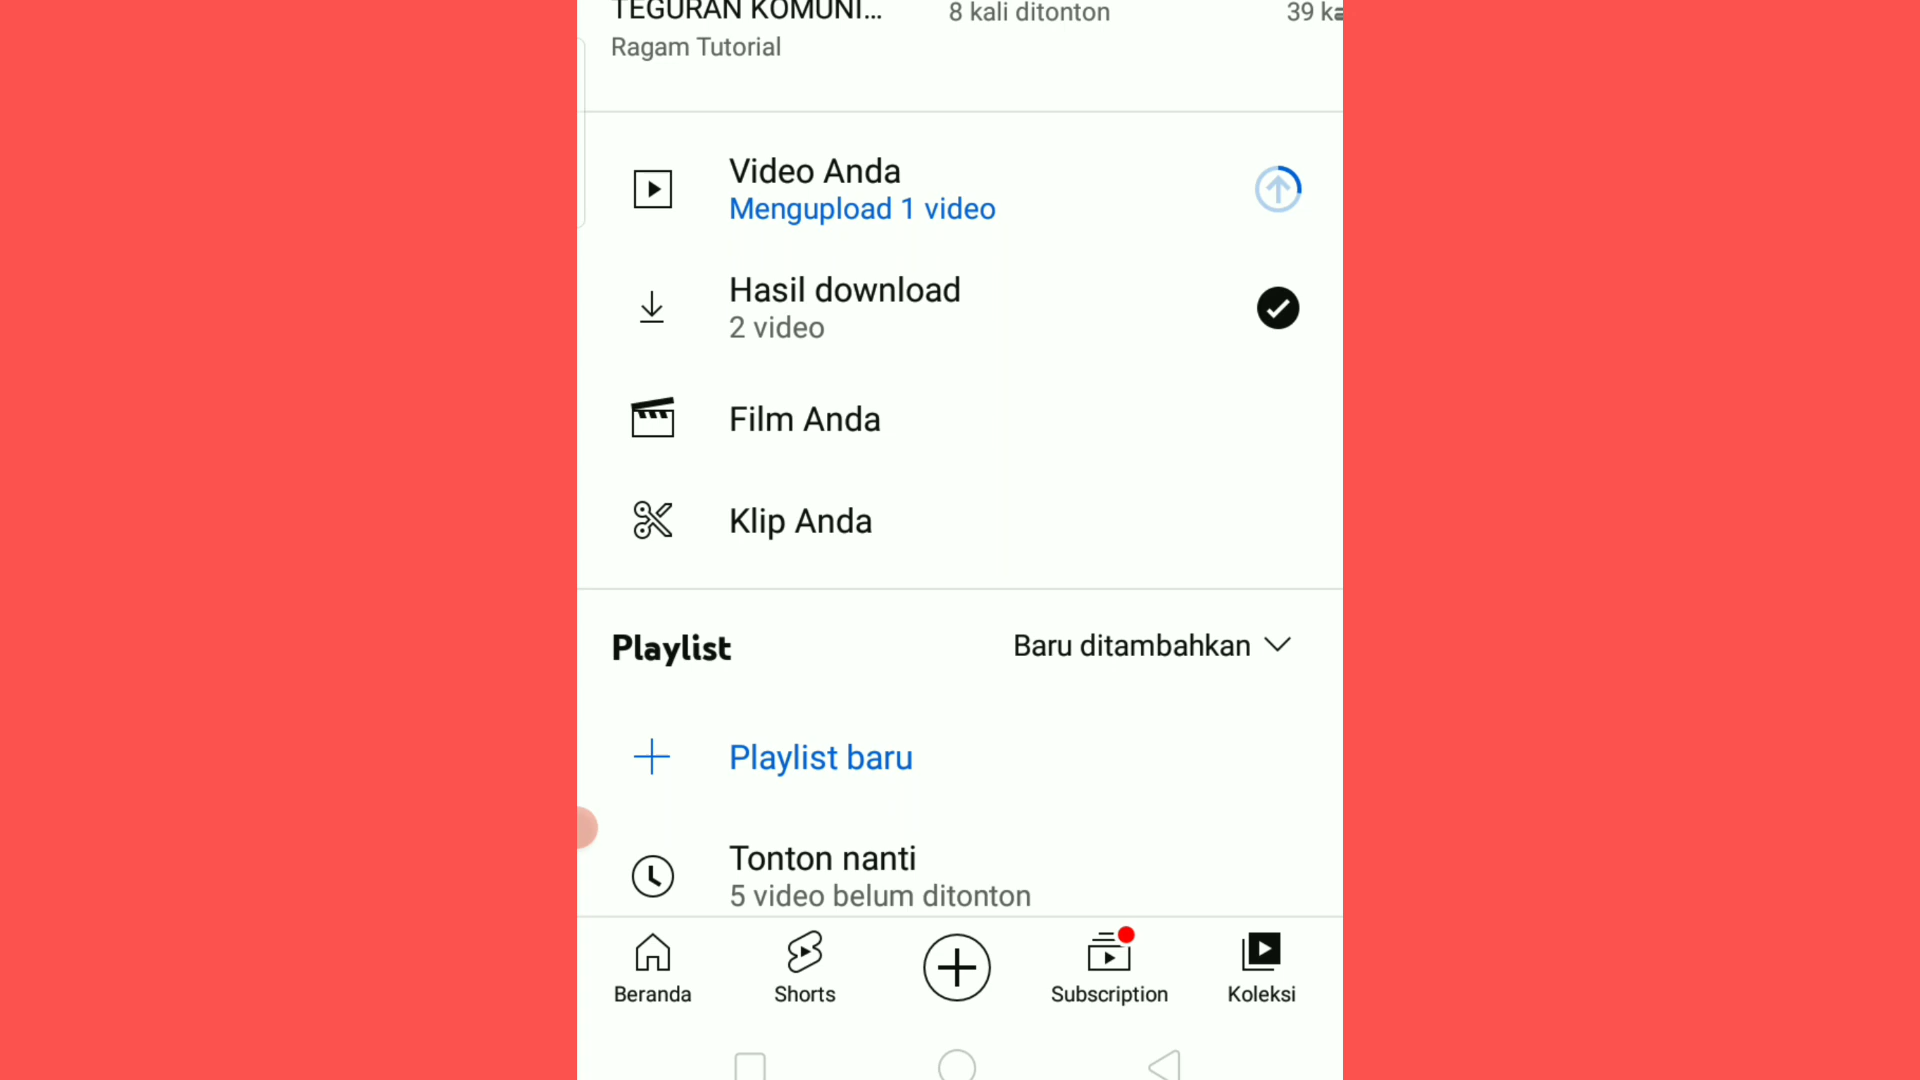 TEGURAN KOMUNI...
8 kali ditonton
39
Ragam Tutorial
Video Anda
Mengupload 1 video
Hasil download
2 video
Film Anda
Klip Anda
Playlist
Baru ditambahkan
Playlist baru
Tonton nanti
5 video belum ditonton
Beranda
Shorts
Subscription
Koleksi